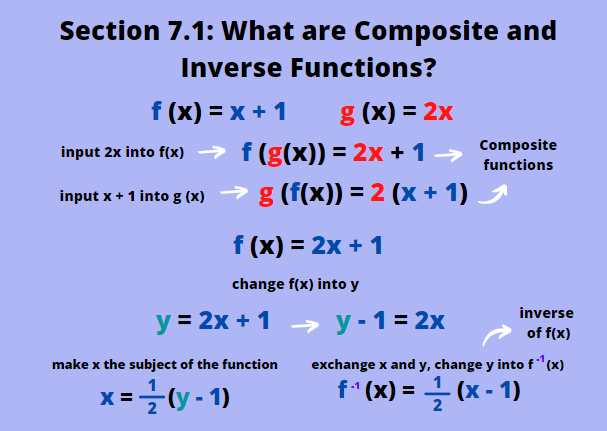 Section 7.1: What are Composite and
Inverse Functions?
f (x) = x + 1 g (x) = 2x
input 2x into f(x) f (g(x)) = 2x + 1 Composite
functions
input x + 1 into g (x) g (f(x)) = 2 (x + 1)
f (x) = 2x + 1
change f(x) into y
y = 2x + 1 y - 1 = 2x
inverse
of f(x)
make x the subject of the function exchange x and y, change y into f⁻¹(x)
x = 1/2 (y - 1) f⁻¹ (x) = 1/2 (x - 1)